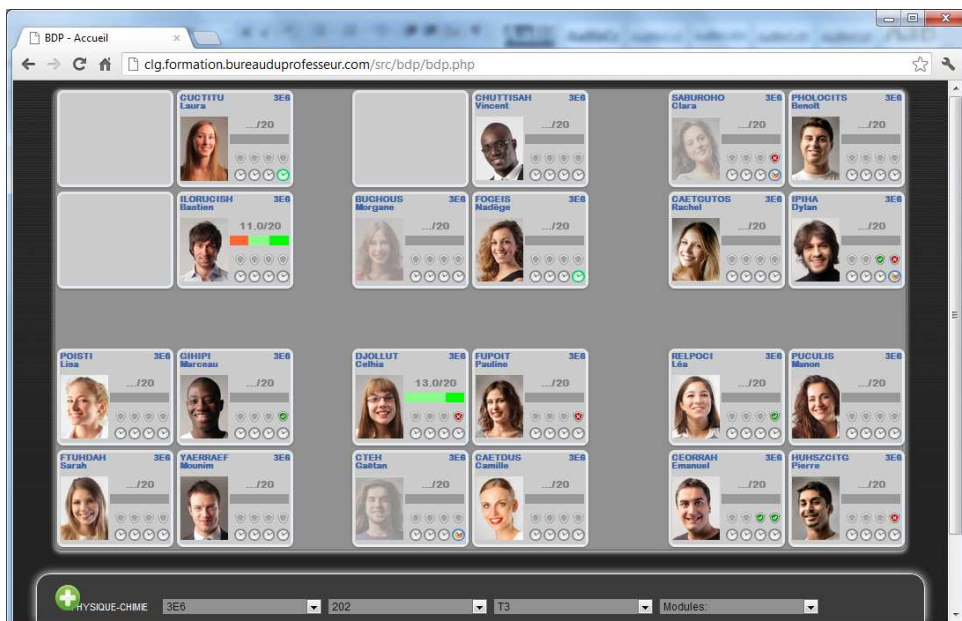 BDP - Accueil
clg.formation.bureauduprofesseur.com/src/bdp/bdp.php
CUCTITU 3E6
Laura
.../20
CHUTTISAH 3E6
Vincent
.../20
SABUROHO 3E6
Clara
.../20
PHOLOCITS 3E6
Benoît
.../20
ILORUCISH 3E6
Bastien
11.0/20
BUGHOUS 3E6
Morgane
.../20
FOGEIS 3E6
Nadège
.../20
CAETGUTOS 3E6
Rachel
.../20
IPIHA 3E6
Dylan
.../20
POISTI 3E6
Lisa
.../20
GIHIPI 3E6
Marceau
.../20
DJOLLUT 3E6
Celhia
13.0/20
FUPOIT 3E6
Pauline
.../20
RELPOCI 3E6
Léa
.../20
PUCULIS 3E6
Manon
.../20
FTUHDAH 3E6
Sarah
.../20
YAERRAEF 3E6
Mounim
.../20
CTEH 3E6
Gaëtan
.../20
CAETDUS 3E6
Camille
.../20
CEORRAH 3E6
Emanuel
.../20
HUHSZCITG 3E6
Pierre
.../20
HYSIQUE-CHIMIE 3E6 202 T3 Modules: